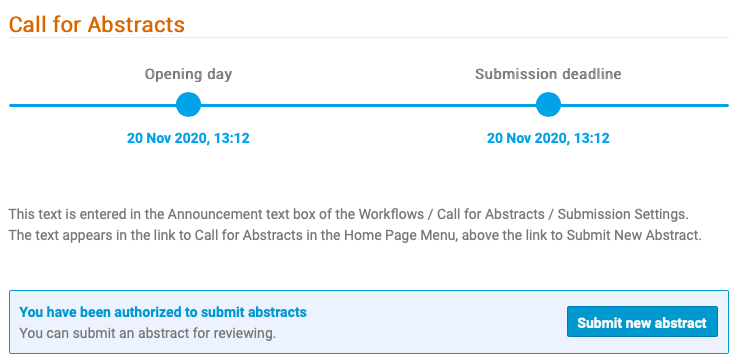 Call for Abstracts
Opening day
Submission deadline
20 Nov 2020, 13:12
20 Nov 2020, 13:12
This text is entered in the Announcement text box of the Workflows / Call for Abstracts / Submission Settings.
The text appears in the link to Call for Abstracts in the Home Page Menu, above the link to Submit New Abstract.
You have been authorized to submit abstracts
You can submit an abstract for reviewing.
Submit new abstract